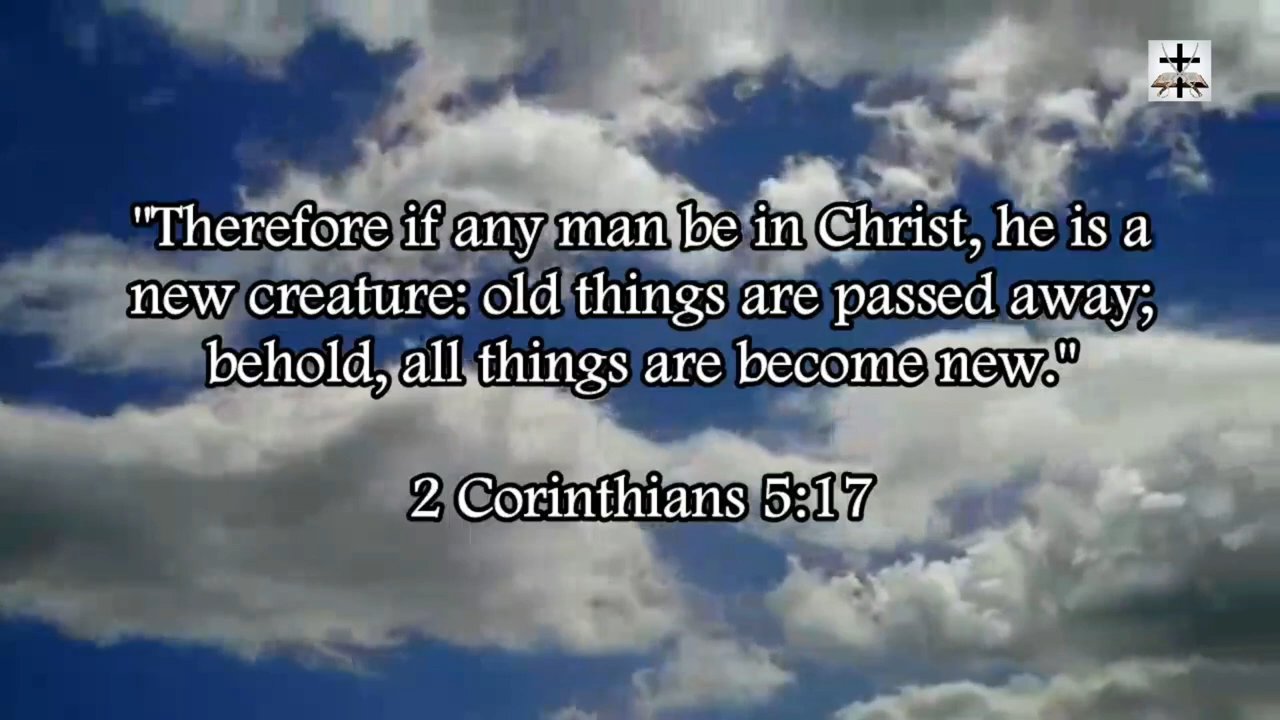 "Therefore if any man be in Christ, he is a
new creature: old things are passed away;
behold, all things are become new."
2 Corinthians 5:17